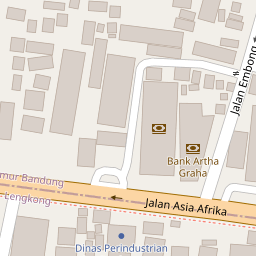 Jalan Embong
Bank Artha
Graha
mur Bandung
Lengkong
Jalan Asia Afrika
Dinas Perindustrian